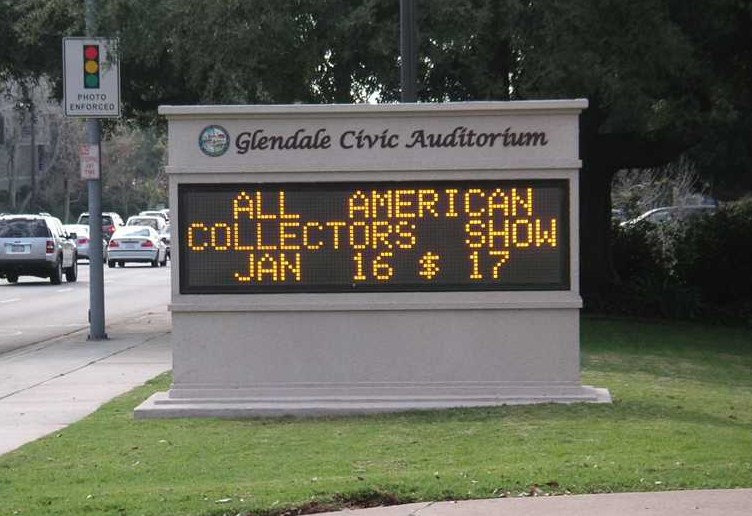 PHOTO
ENFORCED
Glendale Civic Auditorium
ALL AMERICAN
COLLECTORS SHOW
JAN 16 $ 17